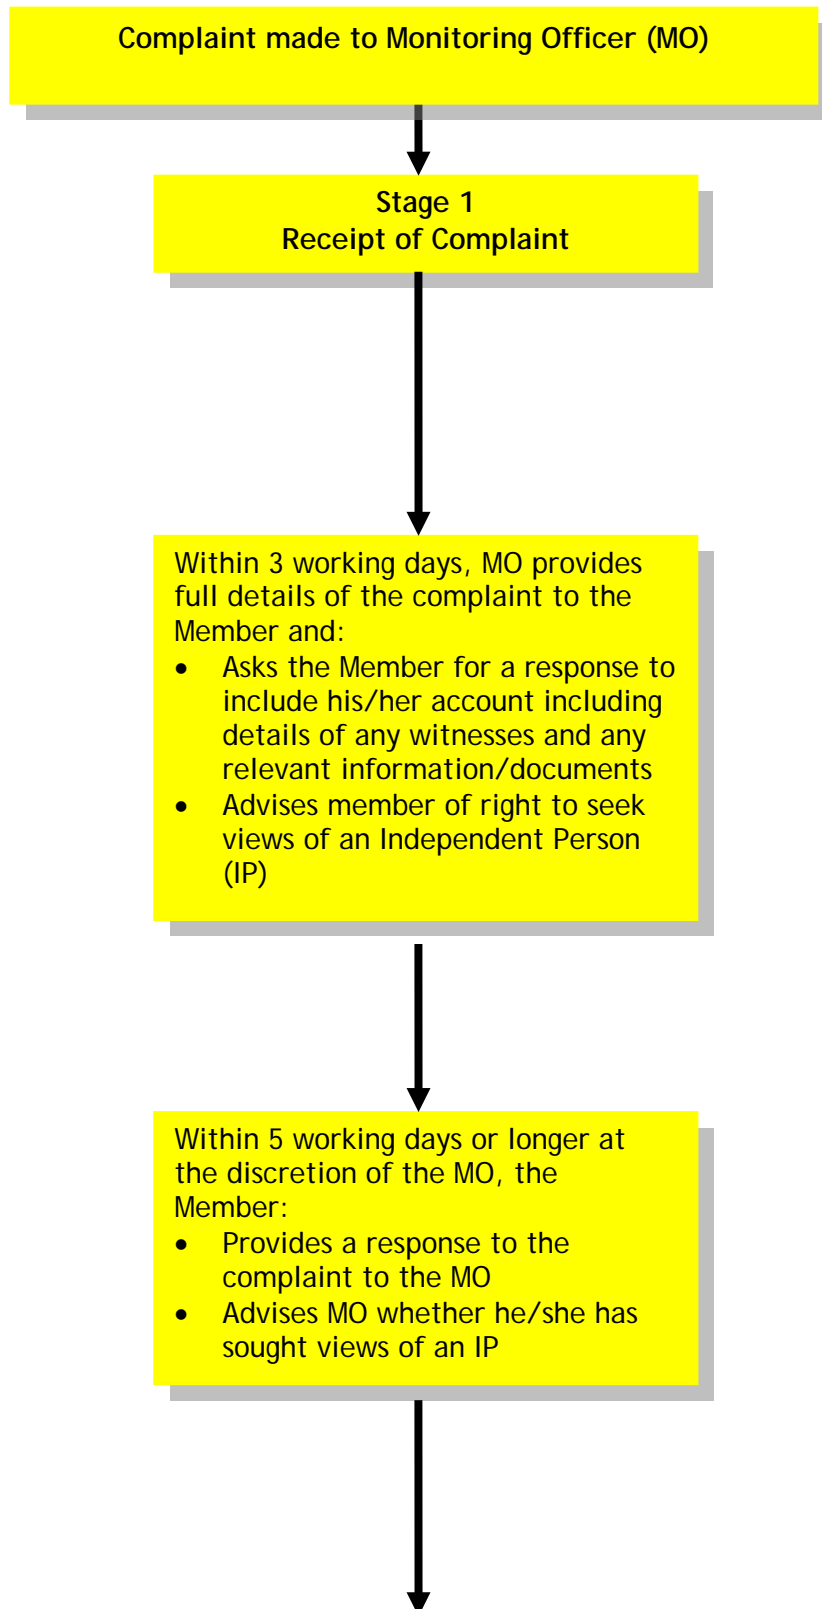 Complaint made to Monitoring Officer (MO)
Stage 1
Receipt of Complaint
Within 3 working days, MO provides
full details of the complaint to the
Member and:
• Asks the Member for a response to
include his/her account including
details of any witnesses and any
relevant information/documents
• Advises member of right to seek
views of an Independent Person
(IP)
Within 5 working days or longer at
the discretion of the MO, the
Member:
• Provides a response to the
complaint to the MO
• Advises MO whether he/she has
sought views of an IP